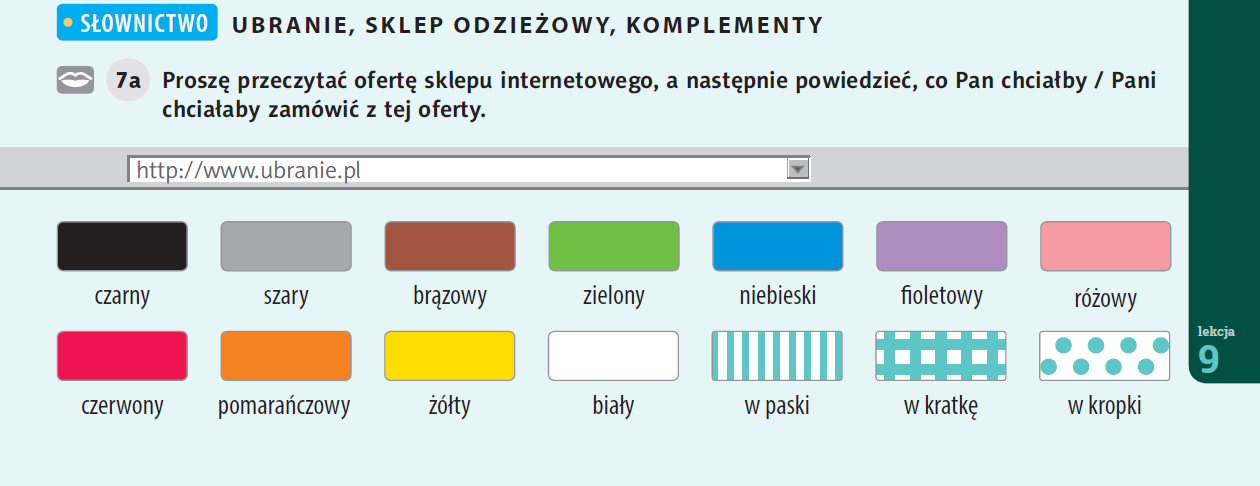 SŁOWNICTWO UBRANIE, SKLEP ODZIEŻOWY, KOMPLEMENTY
7a Proszę przeczytać ofertę sklepu internetowego, a następnie powiedzieć, co Pan chciałby / Pani
chciałaby zamówić z tej oferty.
http://www.ubranie.pl
czarny szary brązowy zielony niebieski fioletowy różowy
czerwony pomarańczowy żółty biały w paski w kratkę w kropki
lekcja
9